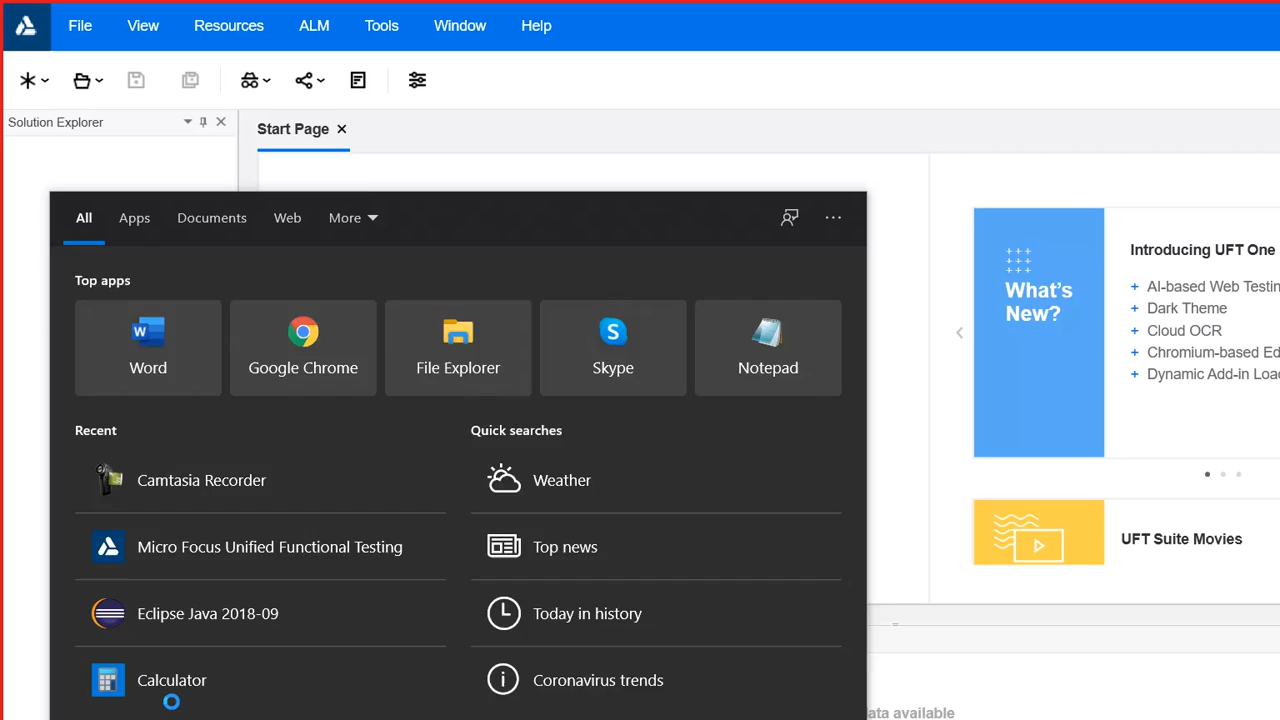 File View Resources ALM Tools Window Help
Solution Explorer
Start Page
All Apps Documents Web More
Top apps
Word Google Chrome File Explorer Skype Notepad
Recent
Quick searches
Camtasia Recorder
Weather
Micro Focus Unified Functional Testing
Top news
Eclipse Java 2018-09
Today in history
Calculator
Coronavirus trends
What's
New?
Introducing UFT One
+ AI-based Web Testin
+ Dark Theme
+ Cloud OCR
+ Chromium-based Ed
+ Dynamic Add-in Loa
UFT Suite Movies
ata available